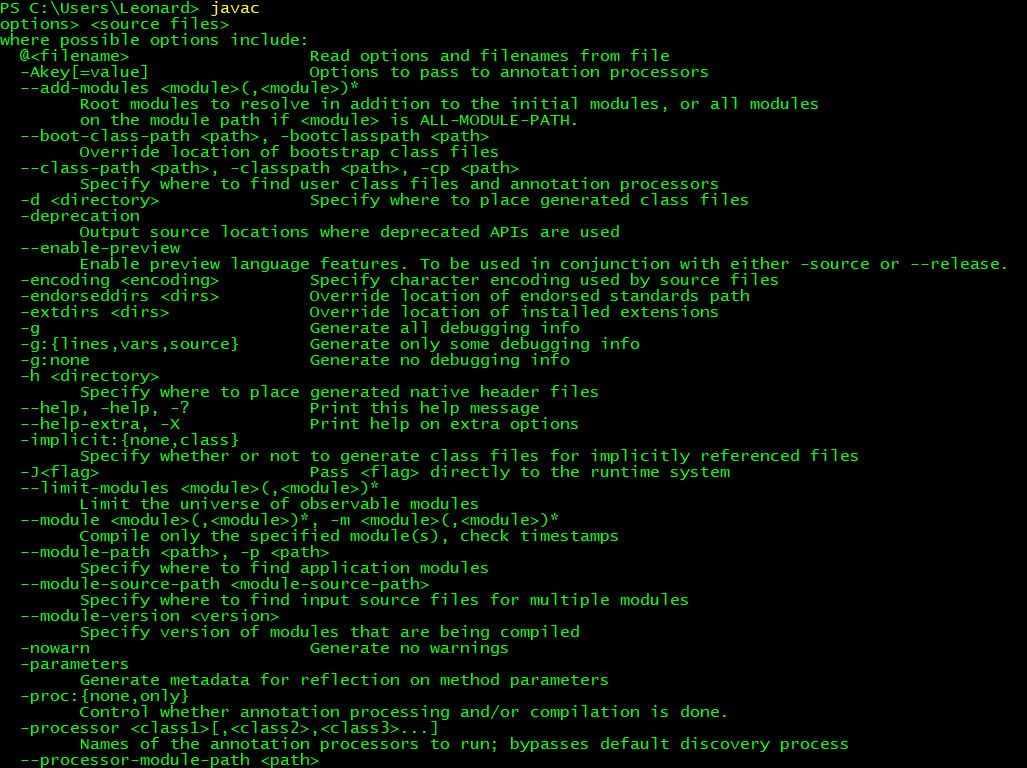 PS C:\Users\Leonard> javac
options> <source files>
where possible options include:
  @<filename>                  Read options and filenames from file
  -Akey[=value]                Options to pass to annotation processors
  --add-modules <module>(,<module>)*
        Root modules to resolve in addition to the initial modules, or all modules
        on the module path if <module> is ALL-MODULE-PATH.
  --boot-class-path <path>, -bootclasspath <path>
        Override location of bootstrap class files
  --class-path <path>, -classpath <path>, -cp <path>
        Specify where to find user class files and annotation processors
  -d <directory>               Specify where to place generated class files
  -deprecation
        Output source locations where deprecated APIs are used
  --enable-preview
        Enable preview language features. To be used in conjunction with either -source or --release.
  -encoding <encoding>         Specify character encoding used by source files
  -endorseddirs <dirs>         Override location of endorsed standards path
  -extdirs <dirs>              Override location of installed extensions
  -g                           Generate all debugging info
  -g:{lines,vars,source}       Generate only some debugging info
  -g:none                      Generate no debugging info
  -h <directory>
        Specify where to place generated native header files
  --help, -help, -?            Print this help message
  --help-extra, -X             Print help on extra options
  -implicit:{none,class}
        Specify whether or not to generate class files for implicitly referenced files
  -J<flag>                     Pass <flag> directly to the runtime system
  --limit-modules <module>(,<module>)*
        Limit the universe of observable modules
  --module <module>(,<module>)*, -m <module>(,<module>)*
        Compile only the specified module(s), check timestamps
  --module-path <path>, -p <path>
        Specify where to find application modules
  --module-source-path <module-source-path>
        Specify where to find input source files for multiple modules
  --module-version <version>
        Specify version of modules that are being compiled
  -nowarn                      Generate no warnings
  -parameters
        Generate metadata for reflection on method parameters
  -proc:{none,only}
        Control whether annotation processing and/or compilation is done.
  -processor <class1>[,<class2>,<class3>...]
        Names of the annotation processors to run; bypasses default discovery process
  --processor-module-path <path>